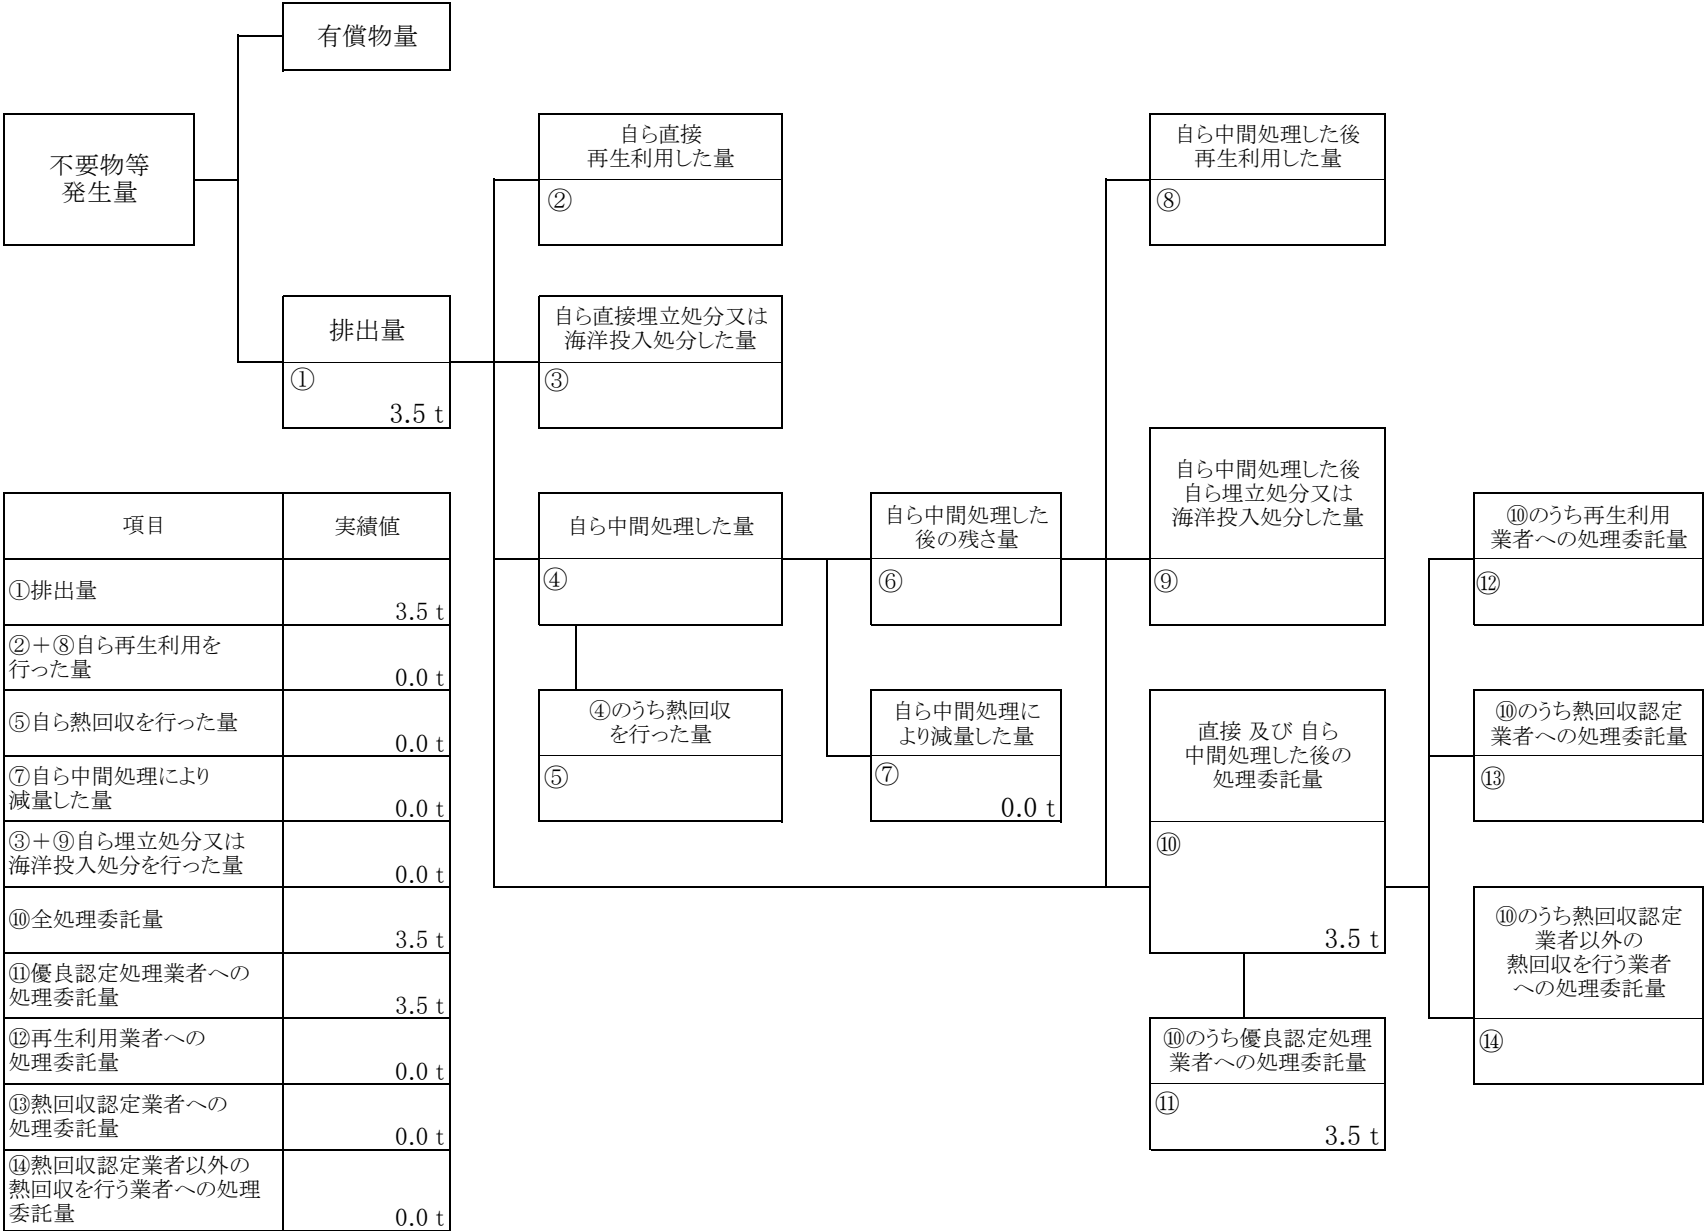 有償物量
不要物等
発生量
自ら直接
再生利用した量
②
自ら中間処理した後
再生利用した量
⑧
排出量
①
3.5 t
自ら直接埋立処分又は
海洋投入処分した量
③
自ら中間処理した後
自ら埋立処分又は
海洋投入処分した量
⑨
自ら中間処理した量
④
自ら中間処理した
後の残さ量
⑥
⑩のうち再生利用
業者への処理委託量
⑫
④のうち熱回収
を行った量
⑤
自ら中間処理に
より減量した量
⑦
0.0 t
直接 及び 自ら
中間処理した後の
処理委託量
⑩
3.5 t
⑩のうち熱回収認定
業者への処理委託量
⑬
⑩のうち熱回収認定
業者以外の
熱回収を行う業者
への処理委託量
⑭
⑩のうち優良認定処理
業者への処理委託量
⑪
3.5 t
項目
実績値
①排出量
3.5 t
②＋⑧自ら再生利用を
行った量
0.0 t
⑤自ら熱回収を行った量
0.0 t
⑦自ら中間処理により
減量した量
0.0 t
③＋⑨自ら埋立処分又は
海洋投入処分を行った量
0.0 t
⑩全処理委託量
3.5 t
⑪優良認定処理業者への
処理委託量
3.5 t
⑫再生利用業者への
処理委託量
0.0 t
⑬熱回収認定業者への
処理委託量
0.0 t
⑭熱回収認定業者以外の
熱回収を行う業者への処理
委託量
0.0 t